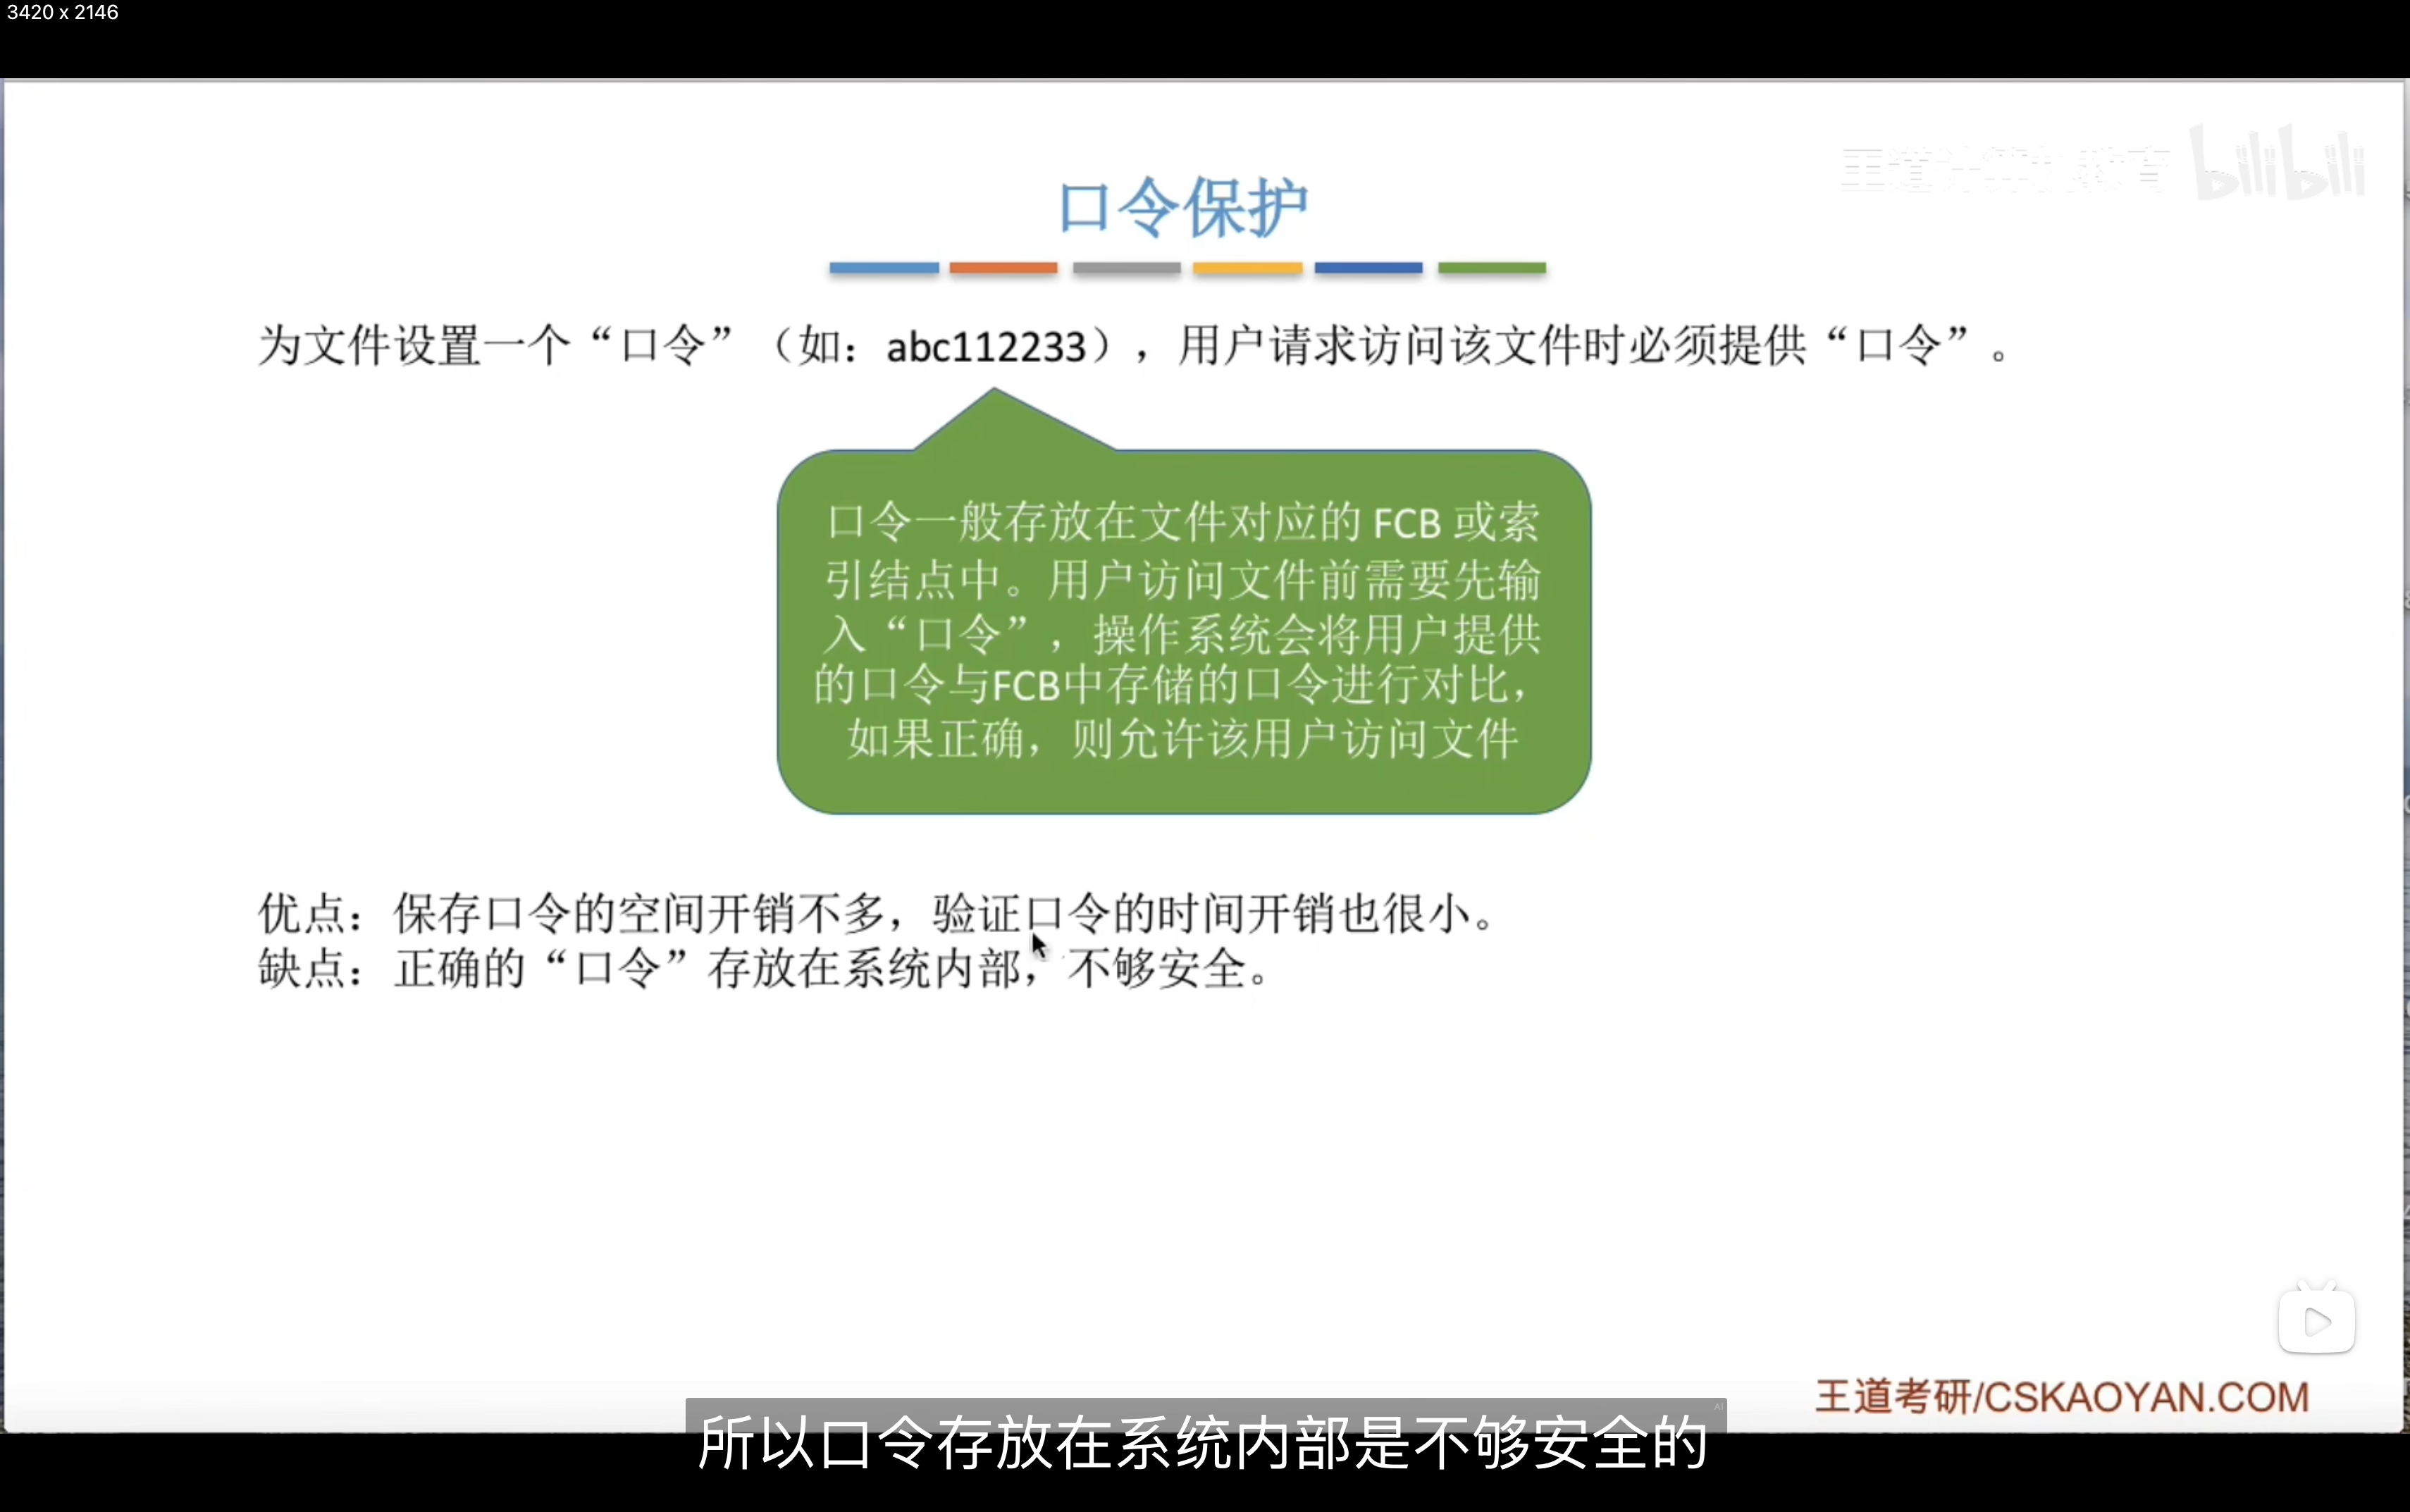 3420 x 2146
王道计算机教育 bilibili
口令保护
为文件设置一个“口令”（如：abc112233），用户请求访问该文件时必须提供“口令”。
口令一般存放在文件对应的 FCB 或索
引结点中。用户访问文件前需要先输
入“口令”，操作系统会将用户提供
的口令与FCB中存储的口令进行对比，
如果正确，则允许该用户访问文件
优点：保存口令的空间开销不多，验证口令的时间开销也很小。
缺点：正确的“口令”存放在系统内部，不够安全。
王道考研/CSKAOYAN.COM
AI
所以口令存放在系统内部是不够安全的